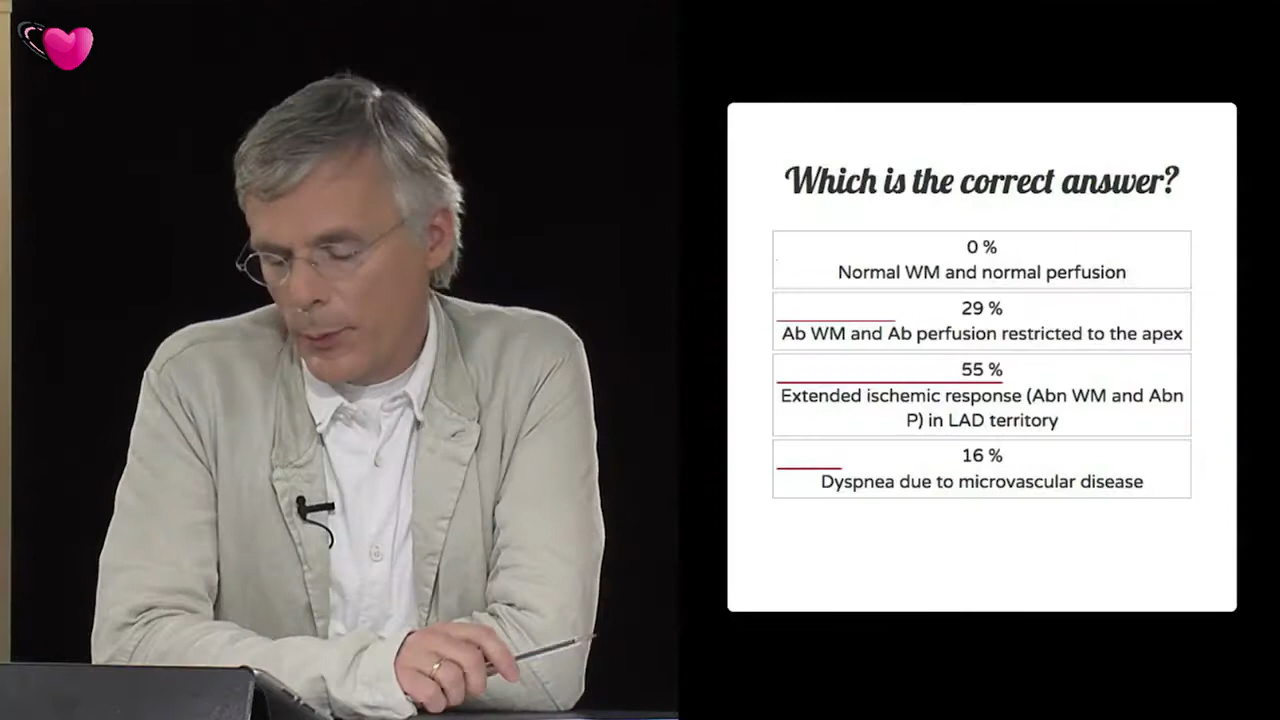 Which is the correct answer?
0 %
Normal WM and normal perfusion
29 %
Ab WM and Ab perfusion restricted to the apex
55 %
Extended ischemic response (Abn WM and Abn
P) in LAD territory
16 %
Dyspnea due to microvascular disease